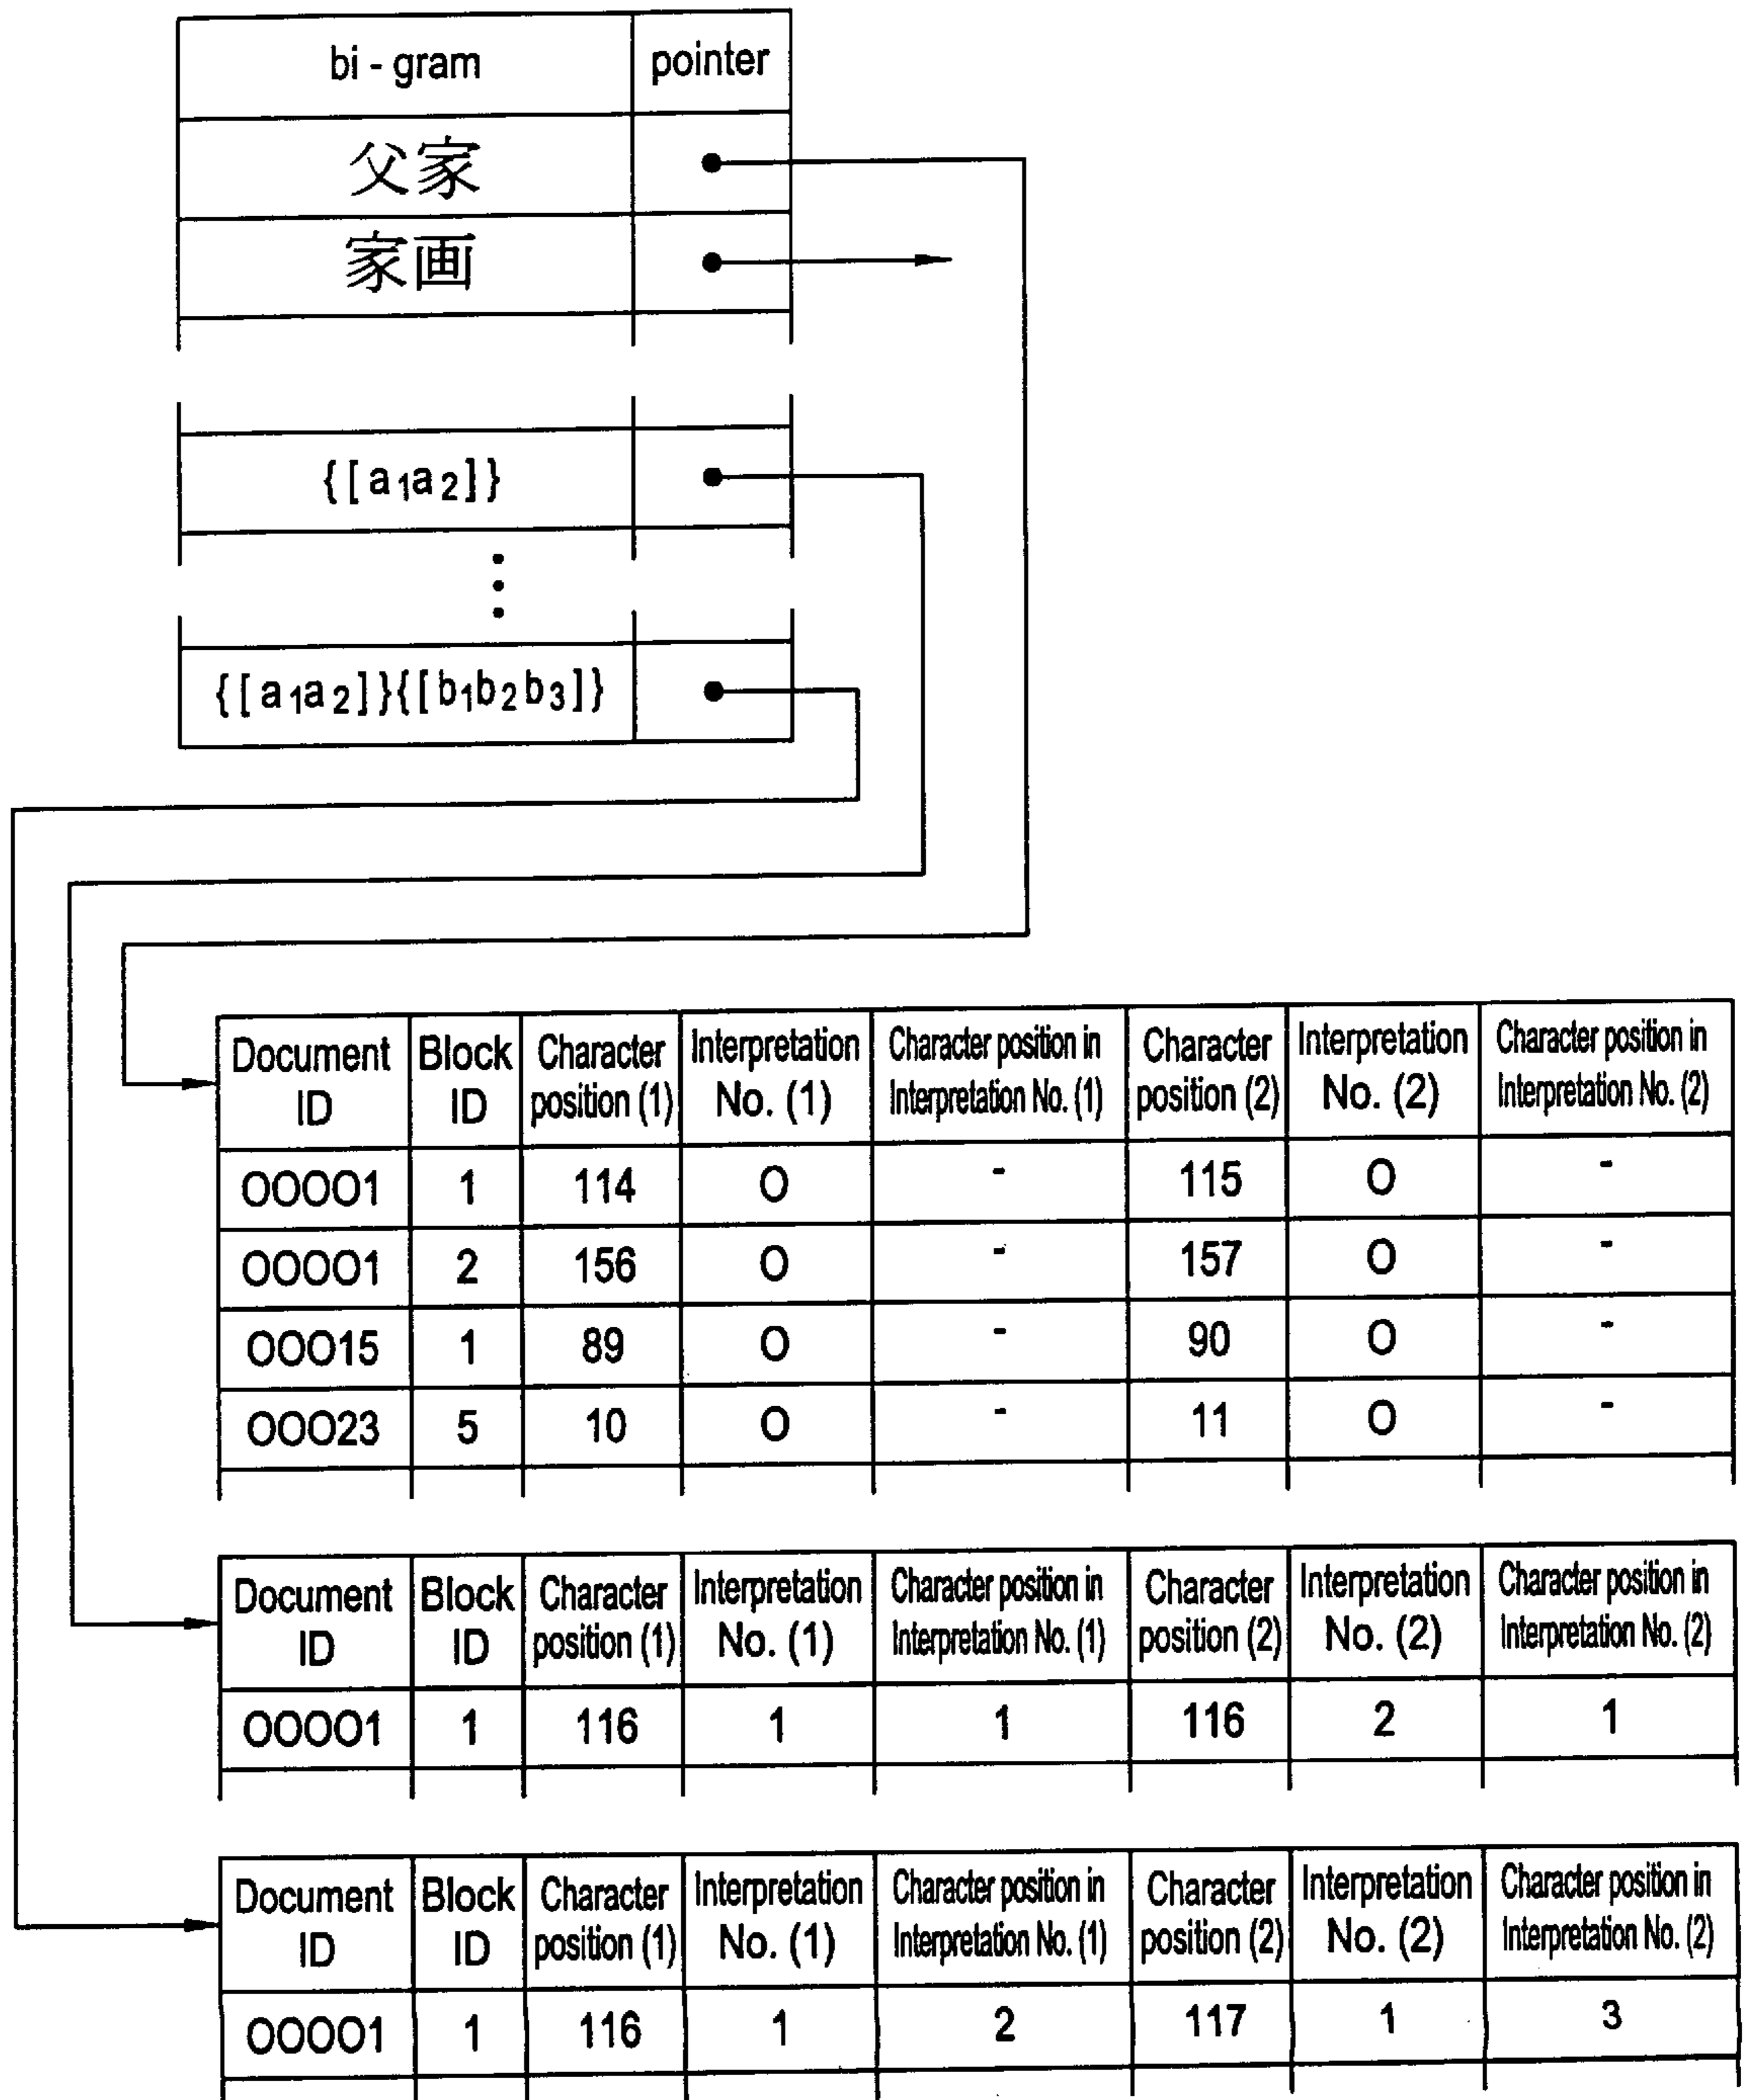 bi - gram pointer
父家
家画
{[a1a2]}
{[a1a2]}{[b1b2b3]}
Document ID Block ID Character position (1) Interpretation No. (1) Character position in Interpretation No. (1) Character position (2) Interpretation No. (2) Character position in Interpretation No. (2)
00001 1 114 0 - 115 0 -
00001 2 156 0 - 157 0 -
00015 1 89 0 - 90 0 -
00023 5 10 0 - 11 0 -
Document ID Block ID Character position (1) Interpretation No. (1) Character position in Interpretation No. (1) Character position (2) Interpretation No. (2) Character position in Interpretation No. (2)
00001 1 116 1 1 116 2 1
Document ID Block ID Character position (1) Interpretation No. (1) Character position in Interpretation No. (1) Character position (2) Interpretation No. (2) Character position in Interpretation No. (2)
00001 1 116 1 2 117 1 3